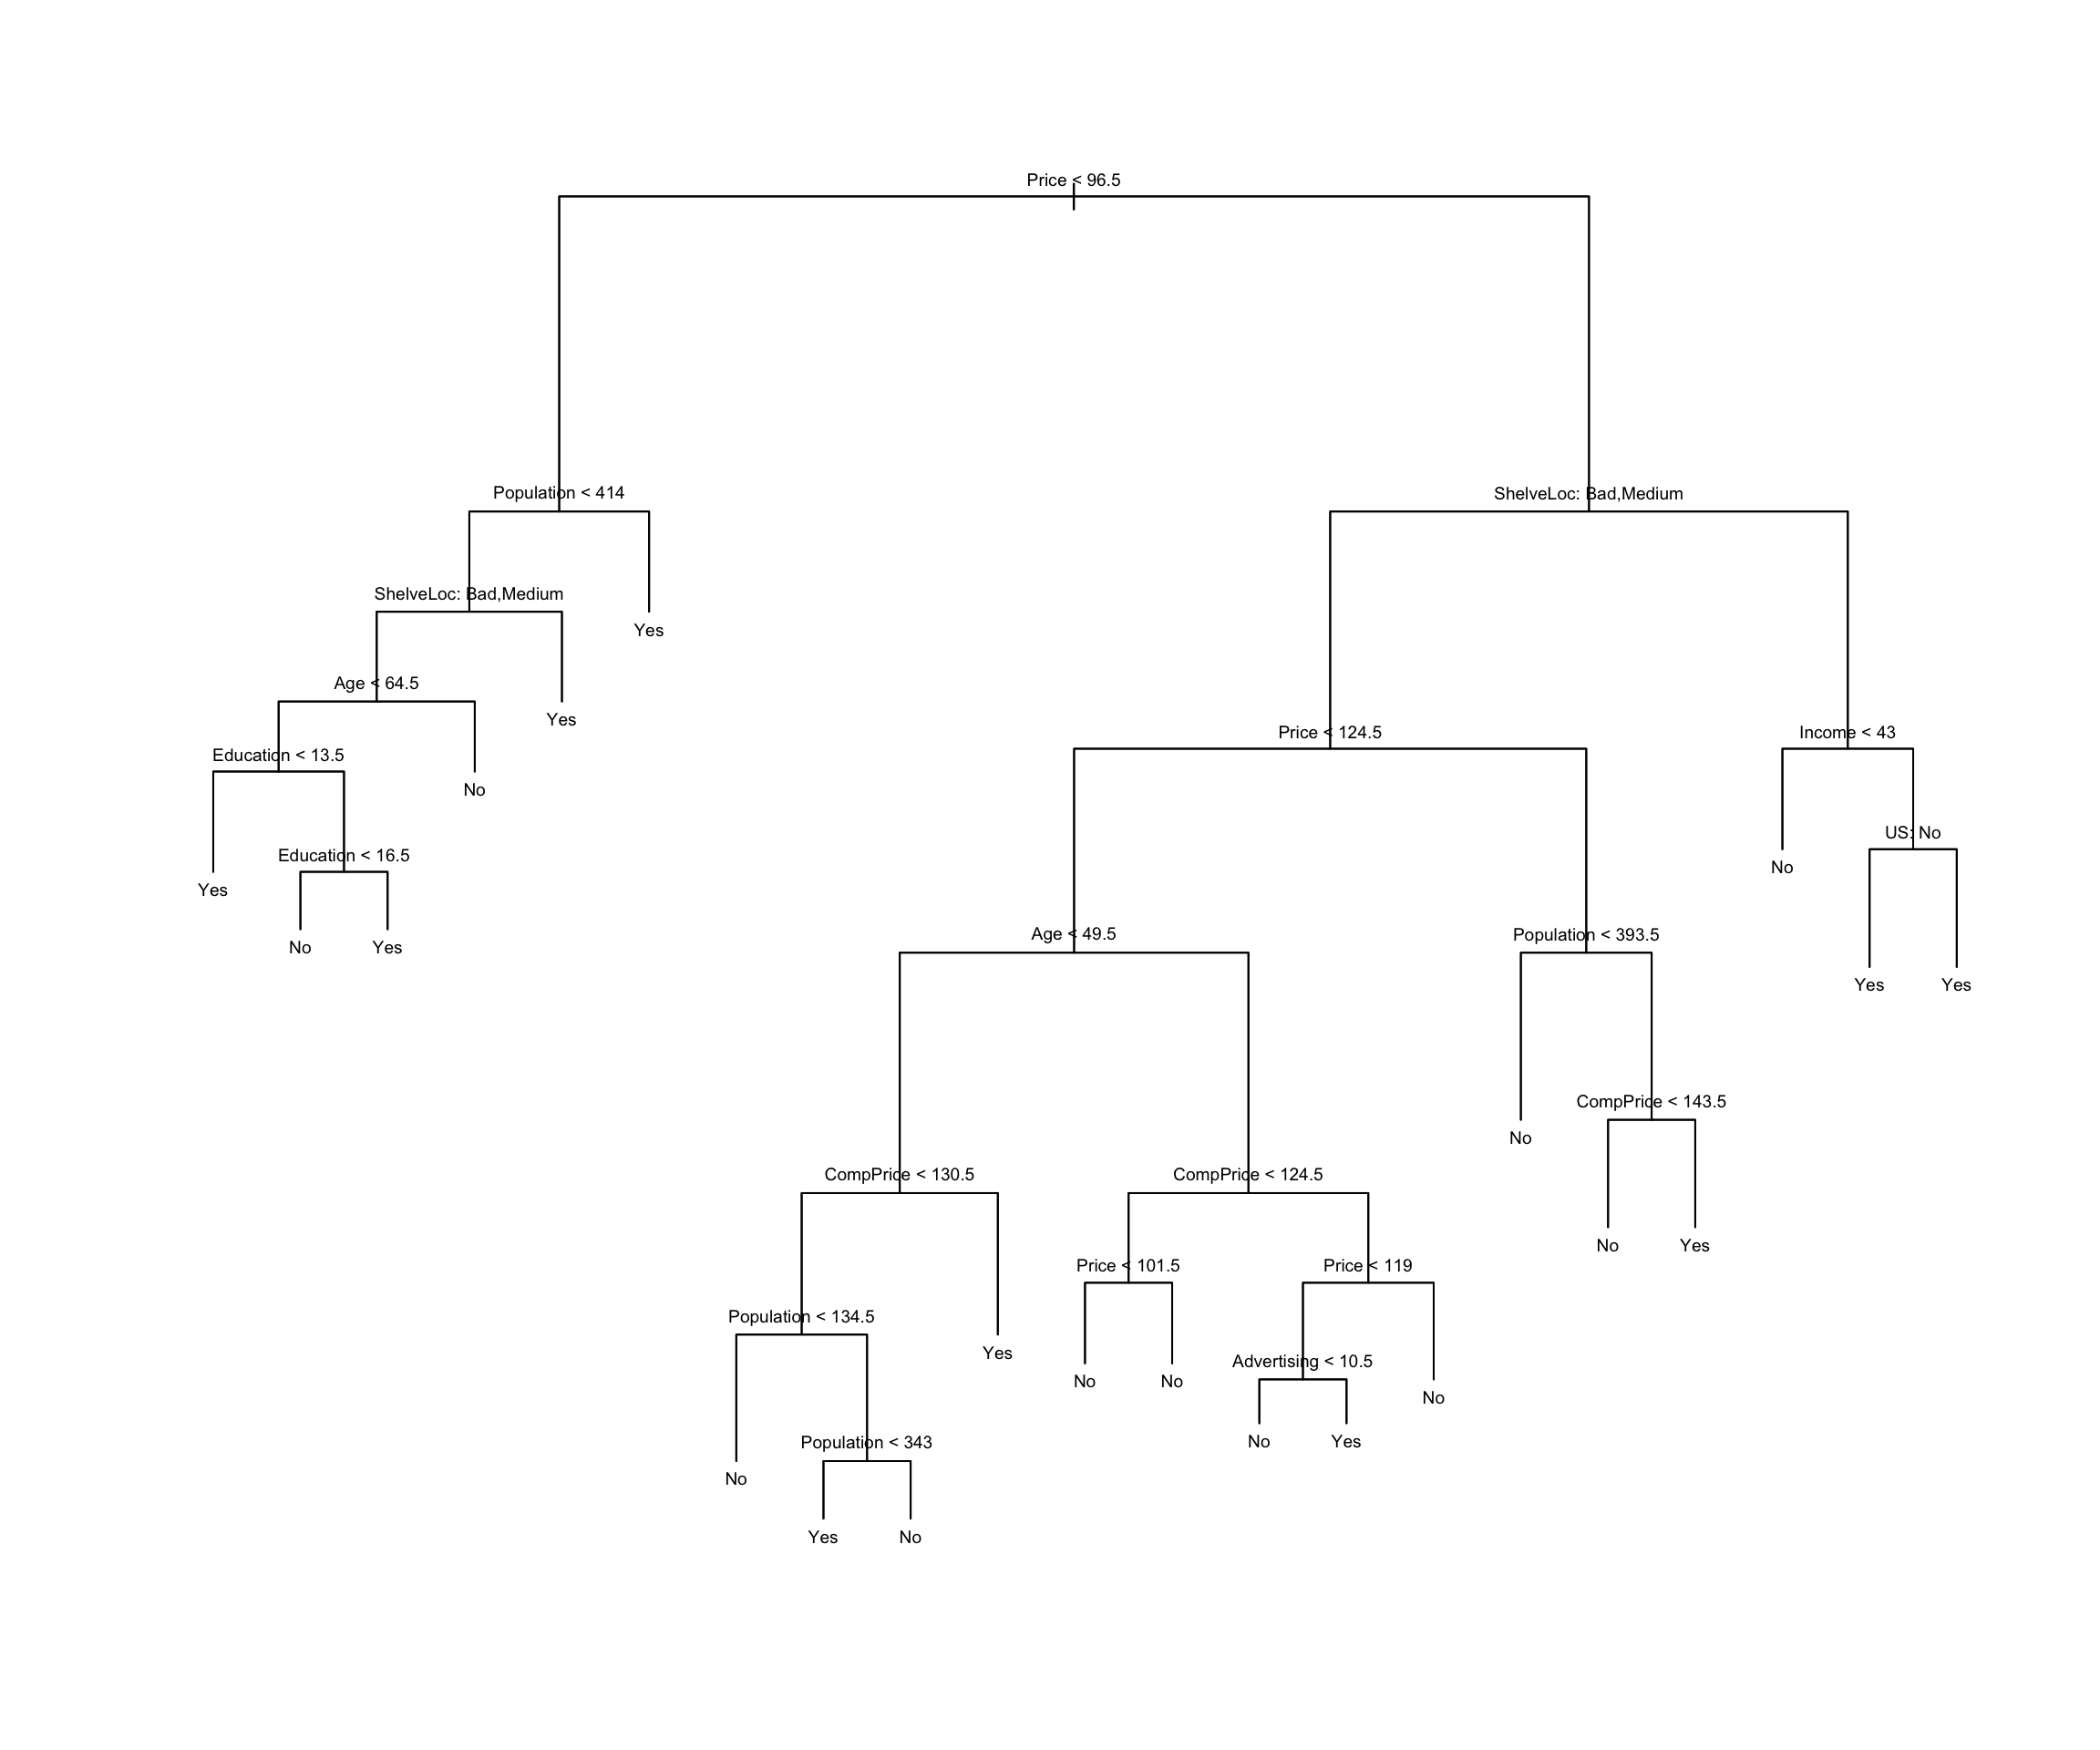 Price < 96.5
Population < 414
ShelveLoc: Bad,Medium
ShelveLoc: Bad,Medium
Yes
Age < 64.5
Yes
Price < 124.5
Income < 43
Education < 13.5
No
Education < 16.5
US: No
Yes
No
No
Yes
Age < 49.5
Population < 393.5
Yes
Yes
CompPrice < 143.5
No
CompPrice < 130.5
CompPrice < 124.5
No
Yes
Price < 101.5
Price < 119
Population < 134.5
Yes
Advertising < 10.5
No
No
No
Population < 343
No
Yes
No
Yes
No